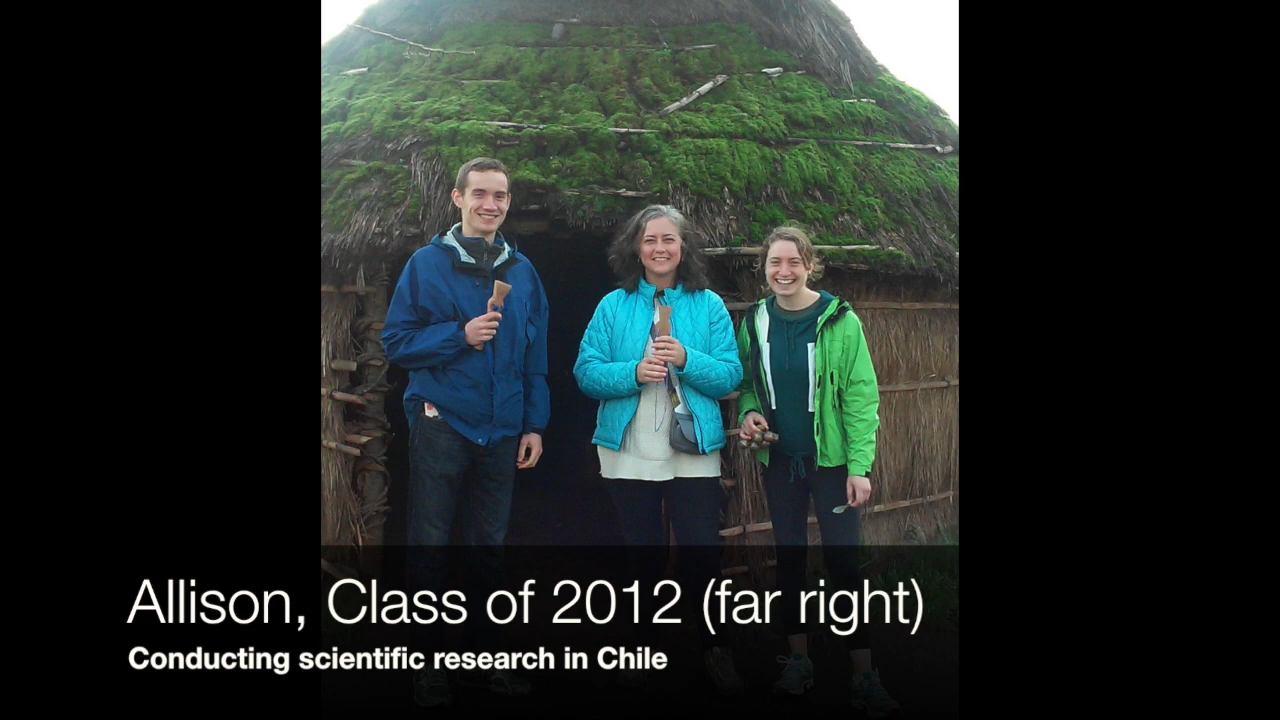 Allison, Class of 2012 (far right)
Conducting scientific research in Chile